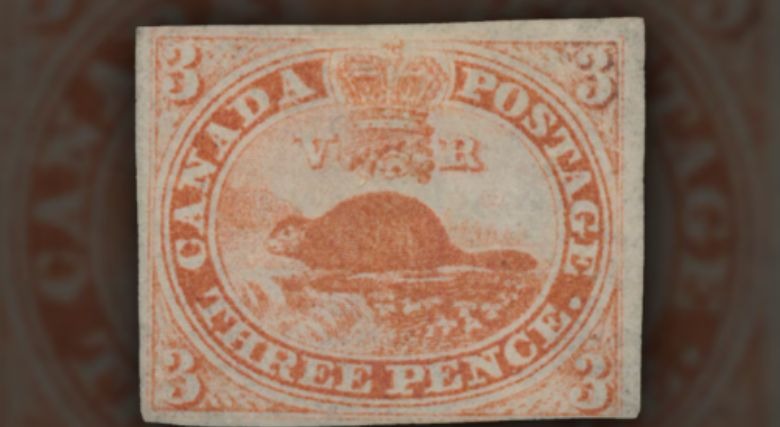 3 3
CANADA POSTAGE
V R
THREE PENCE.
3 3